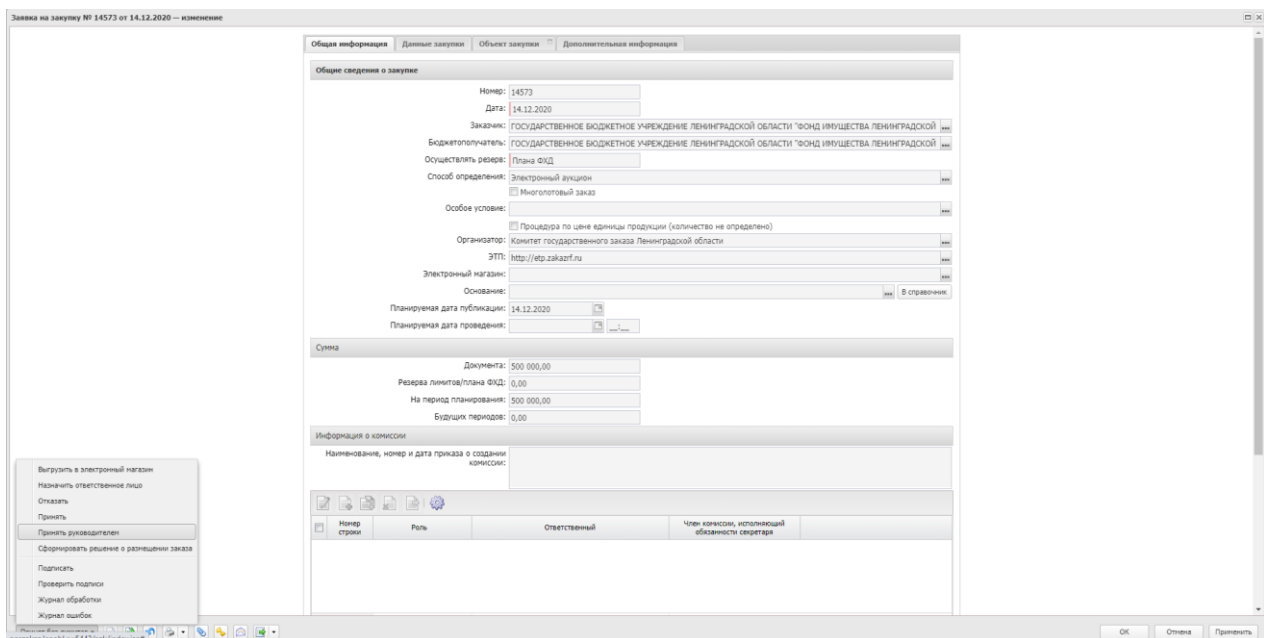 Заявка на закупку № 14573 от 14.12.2020 — изменение
Общая информация Данные закупки Объект закупки Дополнительная информация
Общие сведения о закупке
Номер: 14573
Дата: 14.12.2020
Заказчик: ГОСУДАРСТВЕННОЕ БЮДЖЕТНОЕ УЧРЕЖДЕНИЕ ЛЕНИНГРАДСКОЙ ОБЛАСТИ "ФОНД ИМУЩЕСТВА ЛЕНИНГРАДСКОЙ ...
Бюджетополучатель: ГОСУДАРСТВЕННОЕ БЮДЖЕТНОЕ УЧРЕЖДЕНИЕ ЛЕНИНГРАДСКОЙ ОБЛАСТИ "ФОНД ИМУЩЕСТВА ЛЕНИНГРАДСКОЙ ...
Осуществлять резерв: Плана ФХД
Способ определения: Электронный аукцион ...
Многолотовый заказ
Особое условие: ...
Процедура по цене единицы продукции (количество не определено)
Организатор: Комитет государственного заказа Ленинградской области ...
ЭТП: http://etp.zakazrf.ru ...
Электронный магазин: ...
Основание: ... В справочник
Планируемая дата публикации: 14.12.2020
Планируемая дата проведения: __:__
Сумма
Документа: 500 000,00
Резерва лимитов/плана ФХД: 0,00
На период планирования: 500 000,00
Будущих периодов: 0,00
Информация о комиссии
Наименование, номер и дата приказа о создании
комиссии:
Номер строки Роль Ответственный Член комиссии, исполняющий обязанности секретаря
Выгрузить в электронный магазин
Назначить ответственное лицо
Отказать
Принять
Принять руководителем
Сформировать решение о размещении заказа
Подписать
Проверить подписи
Журнал обработки
Журнал ошибок
ОК Отмена Применить